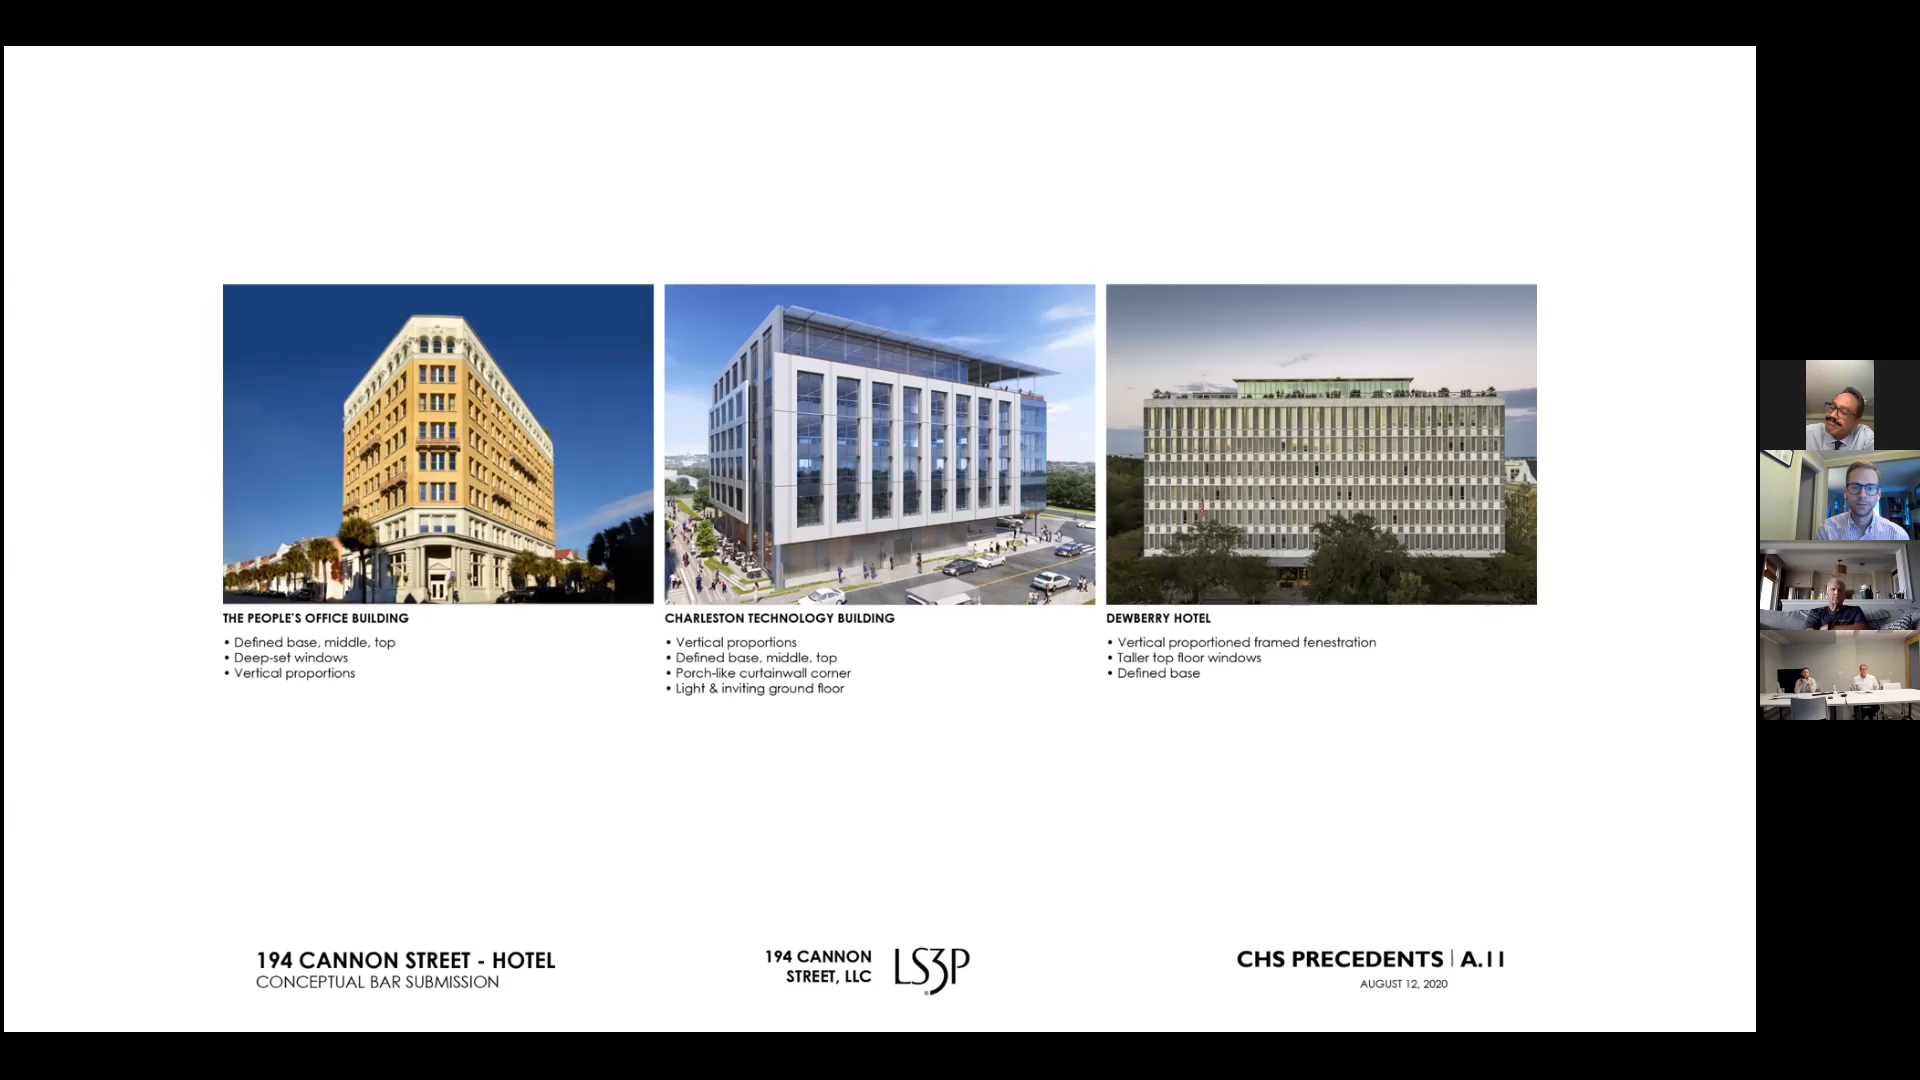 THE PEOPLE'S OFFICE BUILDING
• Defined base, middle, top
• Deep-set windows
• Vertical proportions
CHARLESTON TECHNOLOGY BUILDING
• Vertical proportions
• Defined base, middle, top
• Porch-like curtainwall corner
• Light & inviting ground floor
DEWBERRY HOTEL
• Vertical proportioned framed fenestration
• Taller top floor windows
• Defined base
194 CANNON STREET - HOTEL
CONCEPTUAL BAR SUBMISSION
194 CANNON
STREET, LLC
LS3P
CHS PRECEDENTS | A.11
AUGUST 12, 2020